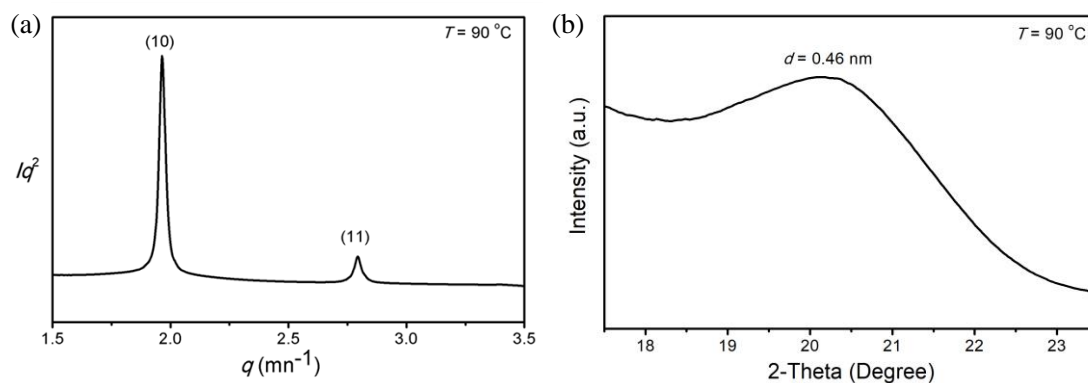 (a)
T = 90 °C
(10)
(11)
Iq²
1.5 2.0 2.5 3.0 3.5
q (mn⁻¹)
(b)
T = 90 °C
d = 0.46 nm
Intensity (a.u.)
18 19 20 21 22 23
2-Theta (Degree)